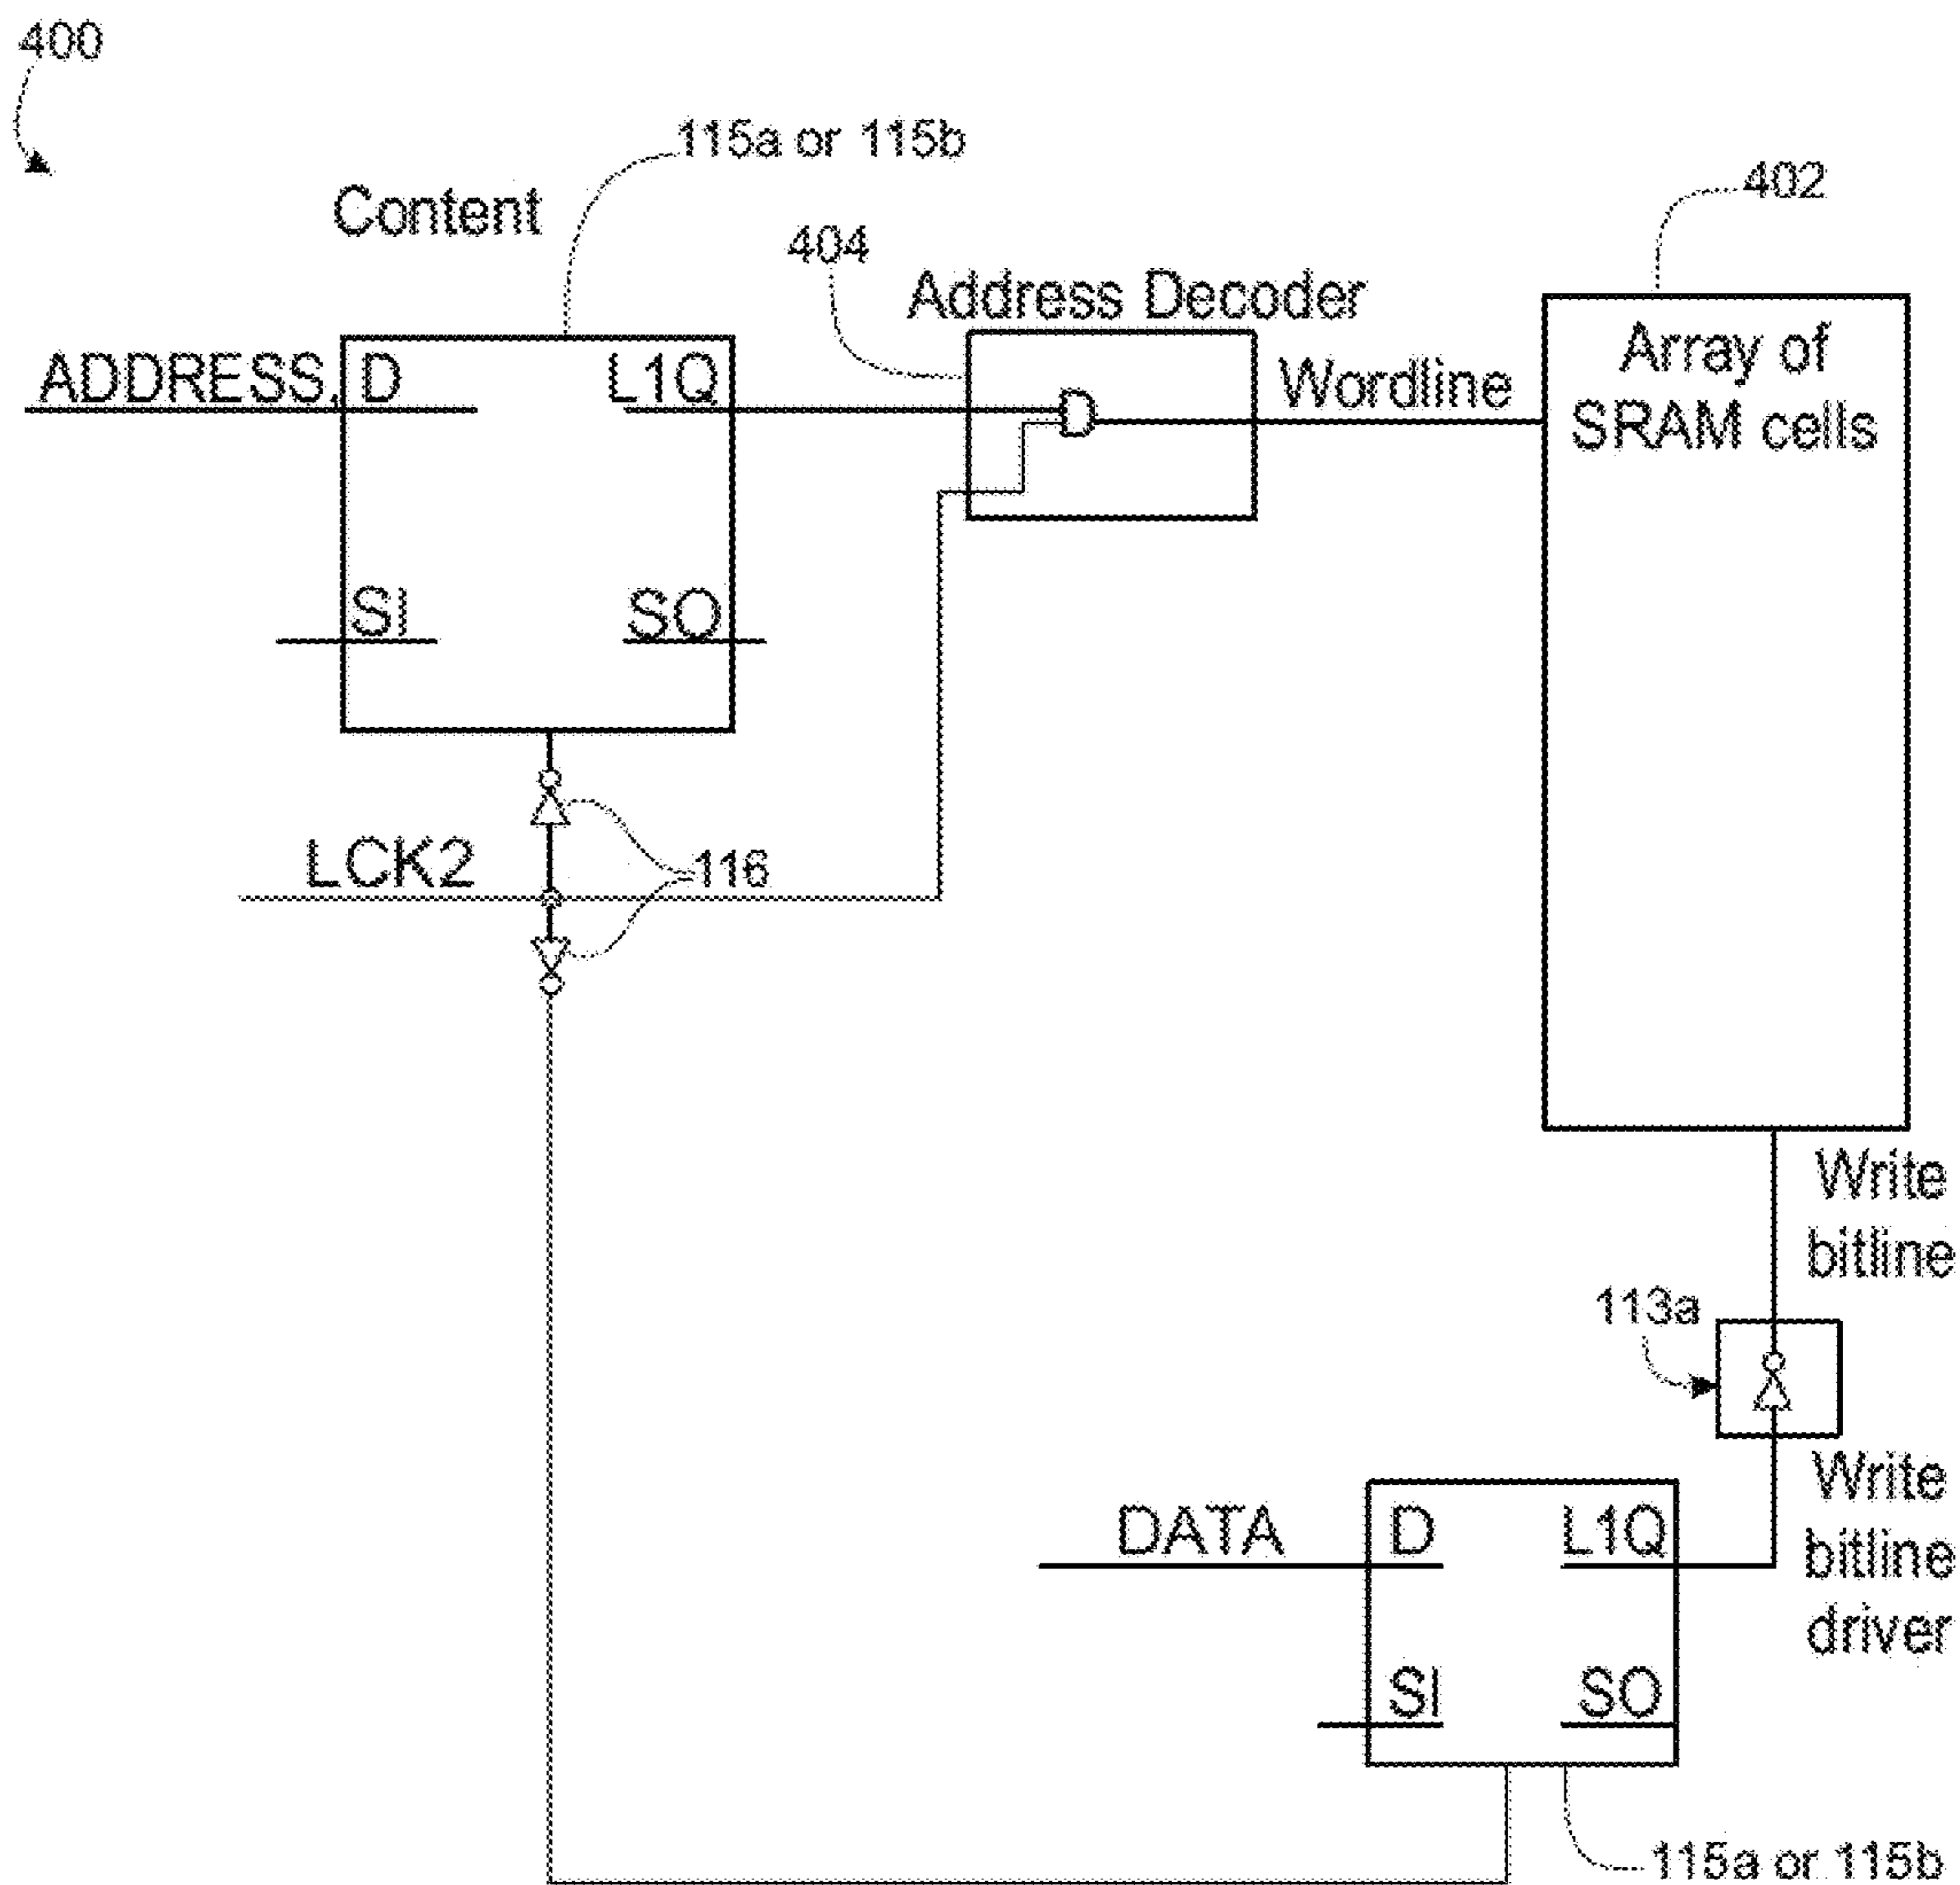 400
115a or 115b
Content
402
404
Address Decoder
Array of
SRAM cells
ADDRESS,
D
L1Q
Wordline
SI
SO
LCK2
116
Write
bitline
113a
Write
bitline
driver
DATA
D
L1Q
SI
SO
115a or 115b